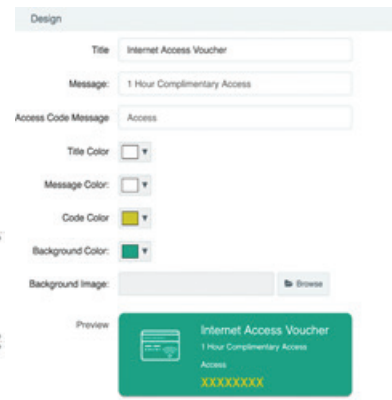 Design
Title Internet Access Voucher
Message: 1 Hour Complimentary Access
Access Code Message Access
Title Color
Message Color:
Code Color
Background Color:
Background Image: Browse
Preview
Internet Access Voucher
1 Hour Complimentary Access
Access
XXXXXXXX